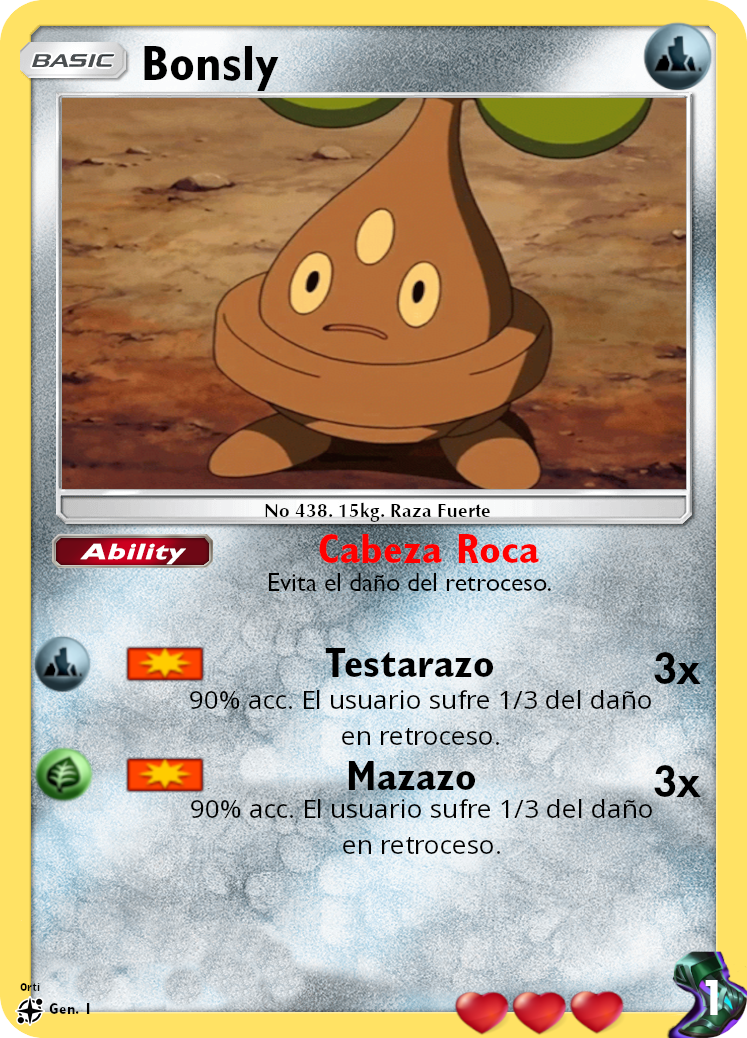 BASIC Bonsly
No 438. 15kg. Raza Fuerte
Ability Cabeza Roca
Evita el daño del retroceso.
Testarazo 3x
90% acc. El usuario sufre 1/3 del daño
en retroceso.
Mazazo 3x
90% acc. El usuario sufre 1/3 del daño
en retroceso.
Orti
Gen. I
1